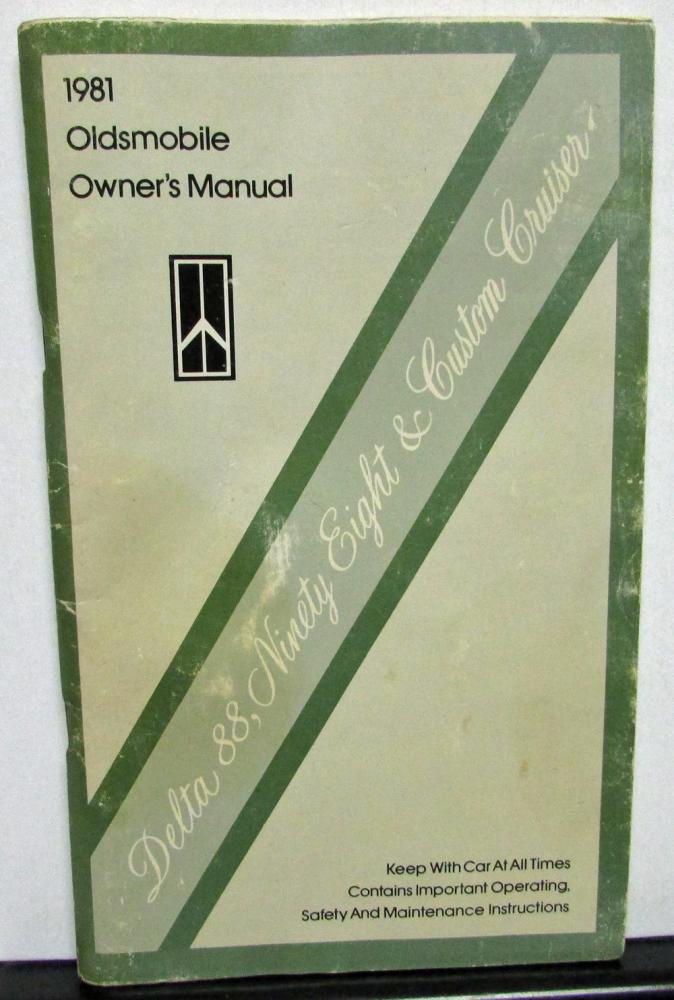 1981
Oldsmobile
Owner's Manual
Delta 88, Ninety Eight & Custom Cruiser
Keep With Car At All Times
Contains Important Operating,
Safety And Maintenance Instructions